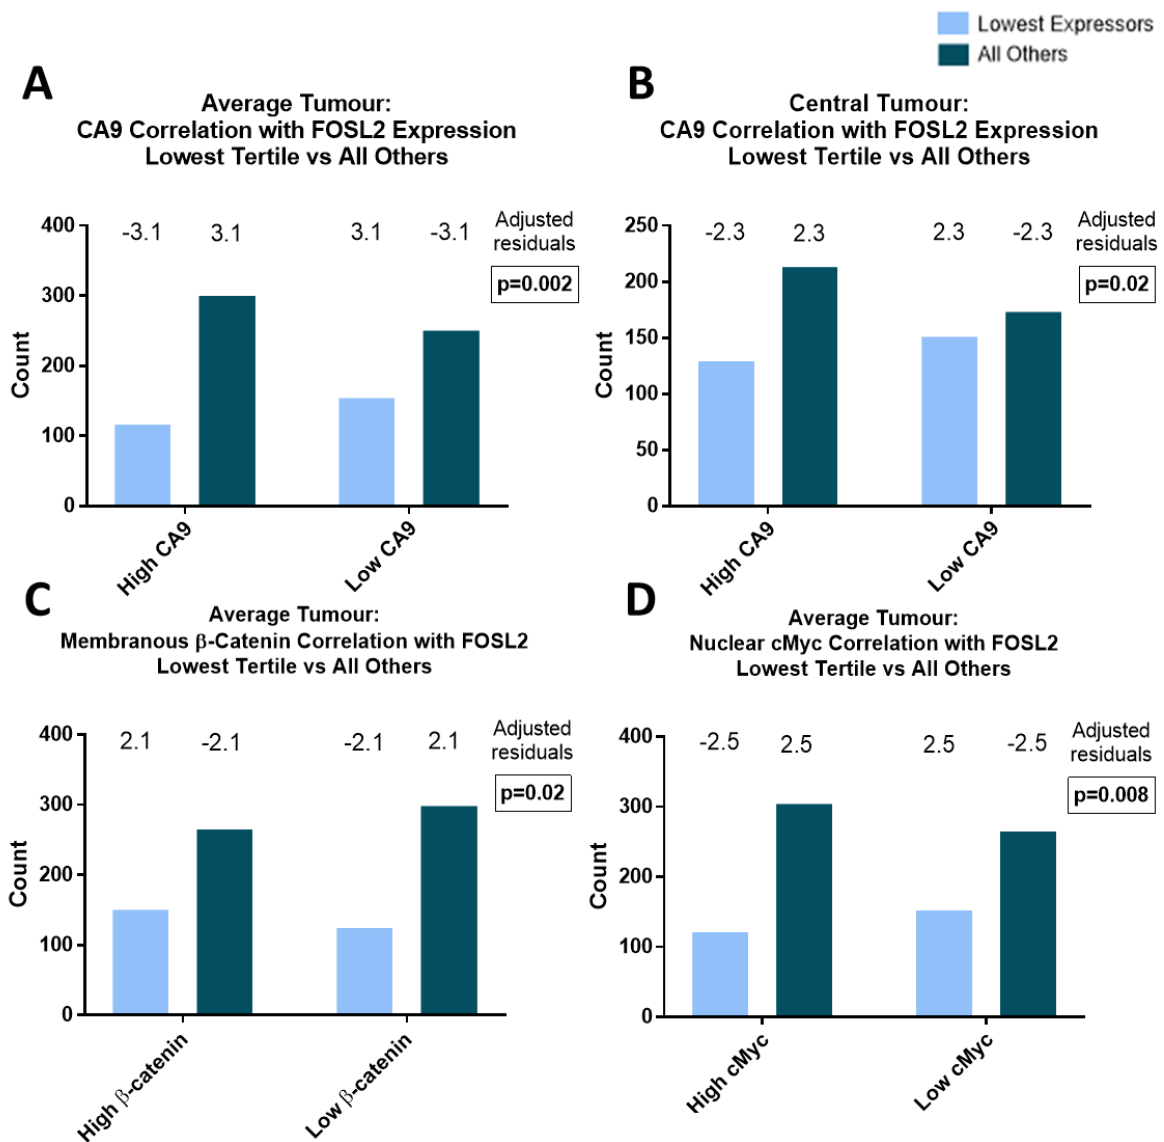 Lowest Expressors
All Others
A
Average Tumour:
CA9 Correlation with FOSL2 Expression
Lowest Tertile vs All Others
-3.1 3.1 3.1 -3.1
Adjusted
residuals
p=0.002
400
300
200
100
0
Count
High CA9
Low CA9
B
Central Tumour:
CA9 Correlation with FOSL2 Expression
Lowest Tertile vs All Others
-2.3 2.3 2.3 -2.3
Adjusted
residuals
p=0.02
250
200
150
100
50
0
Count
High CA9
Low CA9
C
Average Tumour:
Membranous β-Catenin Correlation with FOSL2
Lowest Tertile vs All Others
2.1 -2.1 -2.1 2.1
Adjusted
residuals
p=0.02
400
300
200
100
0
Count
High β-catenin
Low β-catenin
D
Average Tumour:
Nuclear cMyc Correlation with FOSL2
Lowest Tertile vs All Others
-2.5 2.5 2.5 -2.5
Adjusted
residuals
p=0.008
400
300
200
100
0
Count
High cMyc
Low cMyc